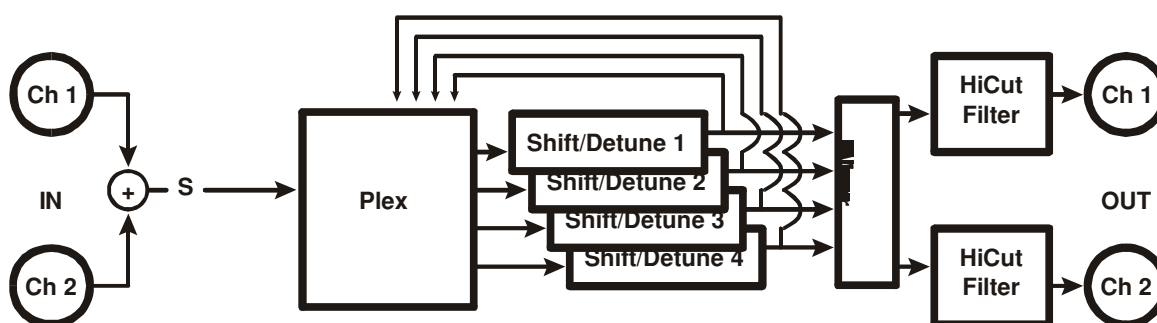 Ch 1
IN
+
S
Ch 2
Plex
Shift/Detune 1
Shift/Detune 2
Shift/Detune 3
Shift/Detune 4
HiCut
Filter
Ch 1
OUT
HiCut
Filter
Ch 2